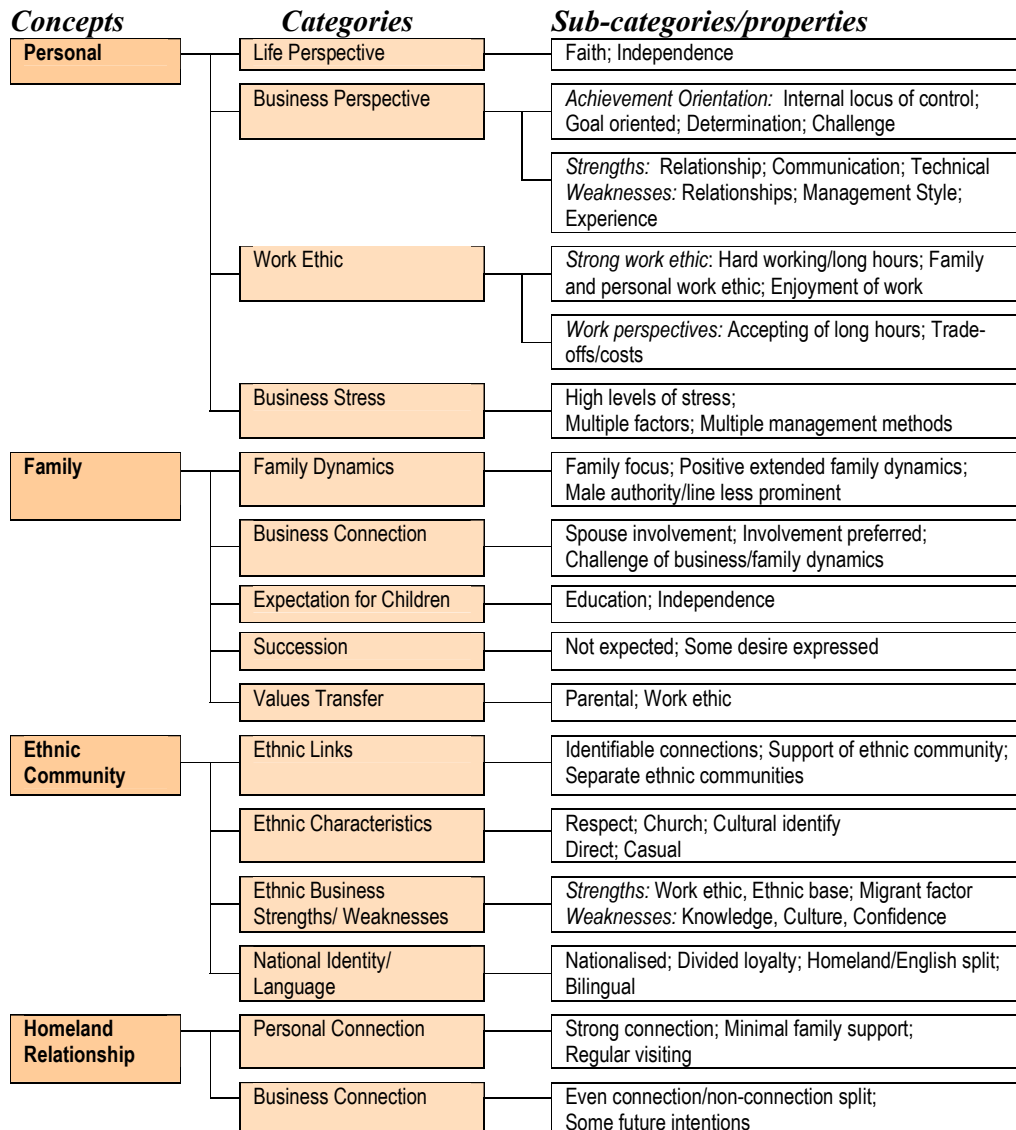 Concepts Categories Sub-categories/properties
Personal
Life Perspective
Faith; Independence
Business Perspective
Achievement Orientation: Internal locus of control;
Goal oriented; Determination; Challenge
Strengths: Relationship; Communication; Technical
Weaknesses: Relationships; Management Style;
Experience
Work Ethic
Strong work ethic: Hard working/long hours; Family
and personal work ethic; Enjoyment of work
Work perspectives: Accepting of long hours; Trade-
offs/costs
Business Stress
High levels of stress;
Multiple factors; Multiple management methods
Family
Family Dynamics
Family focus; Positive extended family dynamics;
Male authority/line less prominent
Business Connection
Spouse involvement; Involvement preferred;
Challenge of business/family dynamics
Expectation for Children
Education; Independence
Succession
Not expected; Some desire expressed
Values Transfer
Parental; Work ethic
Ethnic
Community
Ethnic Links
Identifiable connections; Support of ethnic community;
Separate ethnic communities
Ethnic Characteristics
Respect; Church; Cultural identify
Direct; Casual
Ethnic Business
Strengths/ Weaknesses
Strengths: Work ethic, Ethnic base; Migrant factor
Weaknesses: Knowledge, Culture, Confidence
National Identity/
Language
Nationalised; Divided loyalty; Homeland/English split;
Bilingual
Homeland
Relationship
Personal Connection
Strong connection; Minimal family support;
Regular visiting
Business Connection
Even connection/non-connection split;
Some future intentions